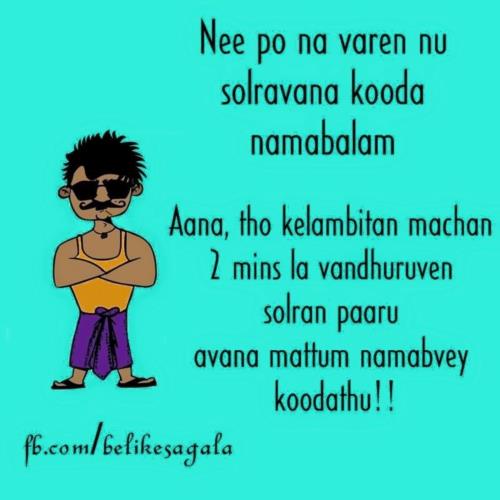 Nee po na varen nu
solravana kooda
namabalam
Aana, tho kelambitan machan
2 mins la vandhuruven
solran paaru
avana mattum namabvey
koodathu!!
fb.com/belikesagala